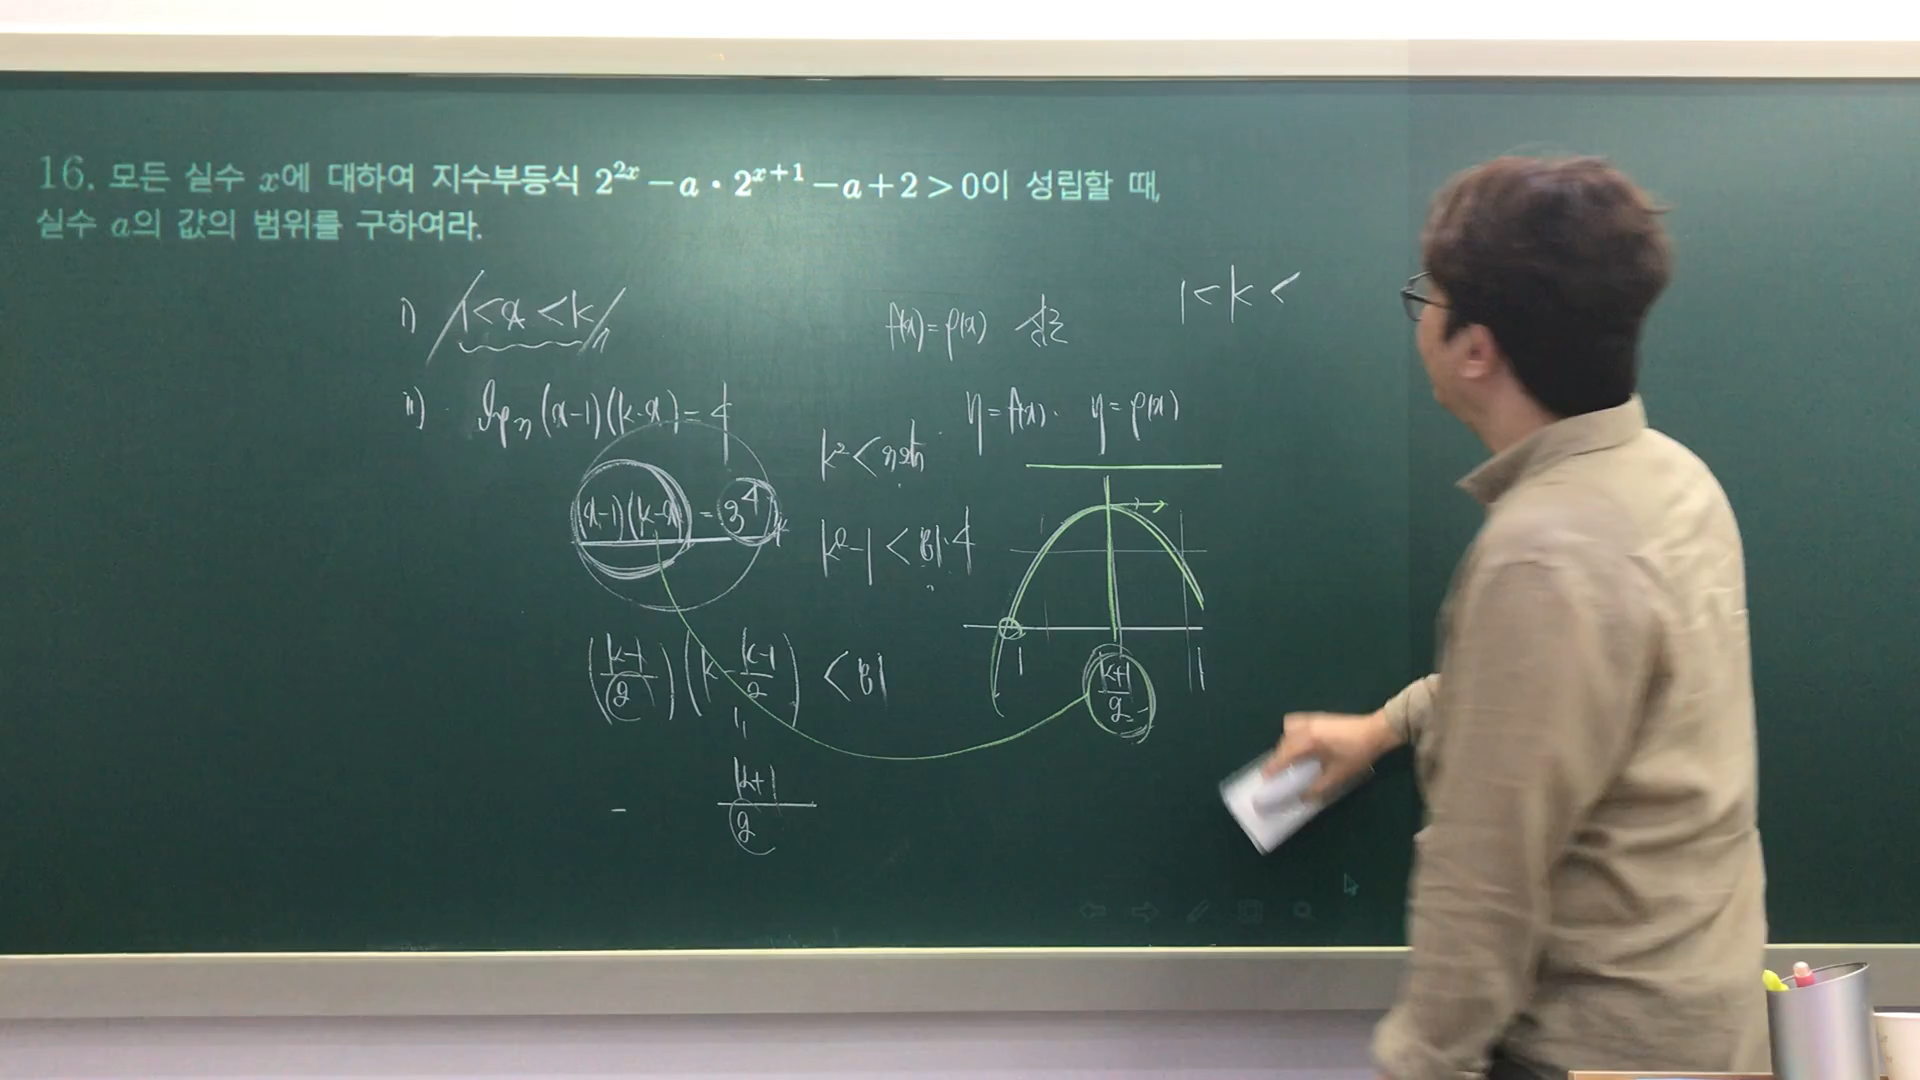 16. 모든 실수 x에 대하여 지수부등식 2^{2x} - a · 2^{x+1} - a + 2 > 0이 성립할 때,
실수 a의 값의 범위를 구하여라.
i) 1 < x < k
f(x) = g(x)
1 < k <
ii) (x-1)(k-x) = 4
y = f(x). y = g(x)
k² <
(x-1)(k-x) = 3^4
k² - 1 < 81·4
1
(k-1/2)(k - k-1/2) < 81
k+1/2
k+1/2